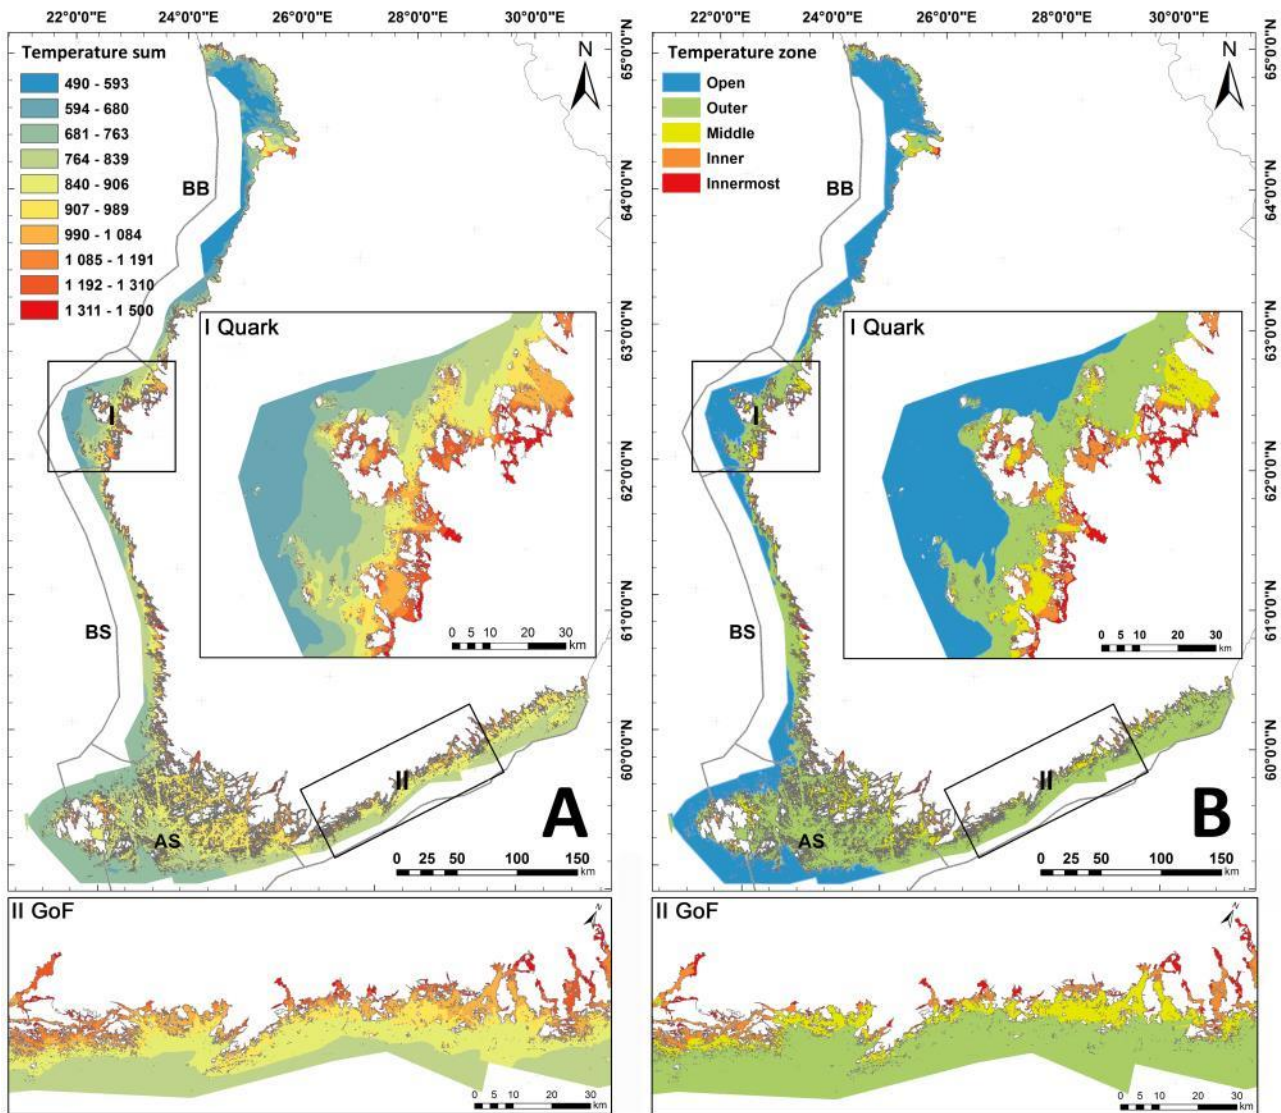 22°0'0" 24°0'0" 26°0'0" 28°0'0" 30°0'0"
Temperature sum
490 - 593
594 - 680
681 - 763
764 - 839
840 - 906
907 - 989
990 - 1 084
1 085 - 1 191
1 192 - 1 310
1 311 - 1 500
N
65°0'0"N
64°0'0"N
63°0'0"N
62°0'0"N
61°0'0"N
60°0'0"N
59°0'0"N
BB
I
BS
AS
II
I Quark
0 5 10 20 30
km
A
0 25 50 100 150
km
II GoF
N
0 5 10 20 30
km
22°0'0" 24°0'0" 26°0'0" 28°0'0" 30°0'0"
Temperature zone
Open
Outer
Middle
Inner
Innermost
N
65°0'0"N
64°0'0"N
63°0'0"N
62°0'0"N
61°0'0"N
60°0'0"N
59°0'0"N
BB
I
BS
AS
II
I Quark
0 5 10 20 30
km
B
0 25 50 100 150
km
II GoF
N
0 5 10 20 30
km